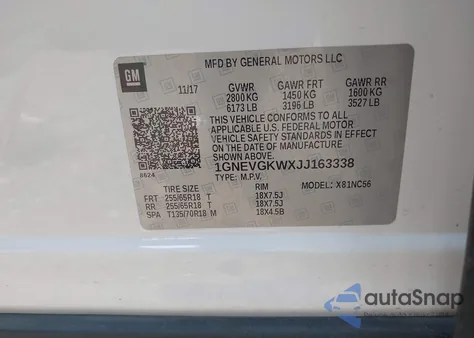 GM
MFD BY GENERAL MOTORS LLC
11/17 GVWR GAWR FRT GAWR RR
2800 KG 1450 KG 1600 KG
6173 LB 3196 LB 3527 LB
THIS VEHICLE CONFORMS TO ALL
APPLICABLE U.S. FEDERAL MOTOR
VEHICLE SAFETY STANDARDS IN EFFECT
ON THE DATE OF MANUFACTURE
SHOWN ABOVE.
1GNEVGKWXJJ163338
8624 TYPE: M.P.V. MODEL: X81NC56
TIRE SIZE RIM
FRT 255/65R18 T 18X7.5J
RR 255/65R18 T 18X7.5J
SPA T135/70R18 M 18X4.5B
autoSnap